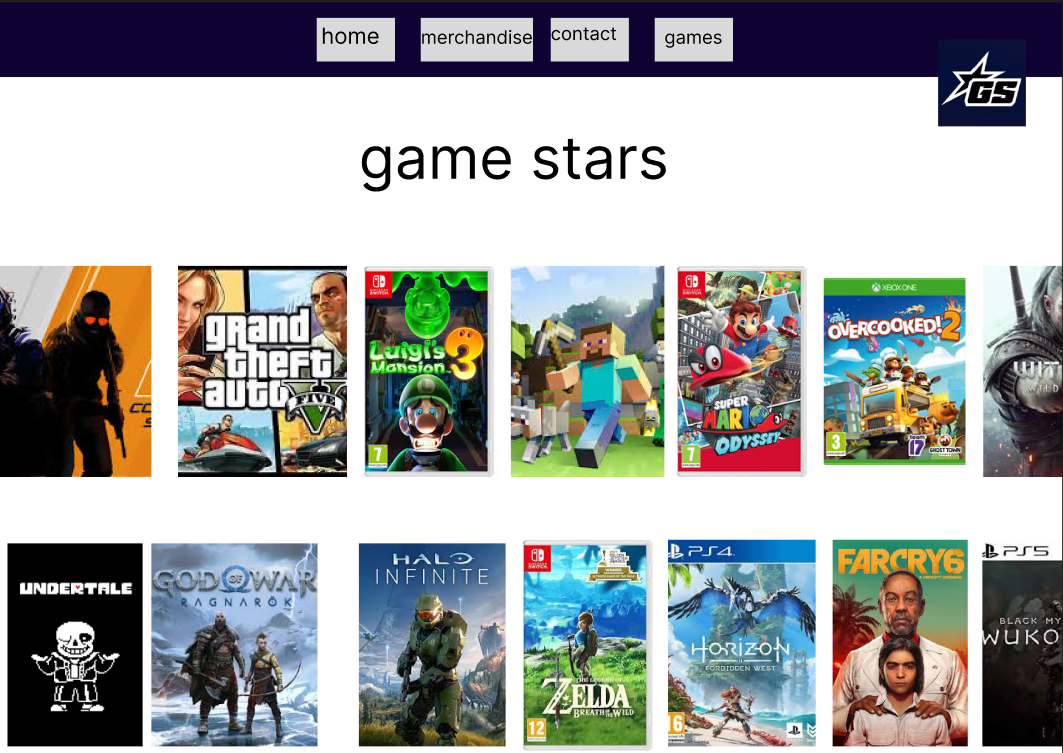 home merchandise contact games
GS
game stars
grand
theft
auto
FIVE
NINTENDO
SWITCH
Luigi's
Mansion 3
7
NINTENDO
SWITCH
SUPER
MARIO
ODYSSEY
7
XBOX ONE
OVERCOOKED! 2
3
team
17
GHOST TOWN
WIT
WILD
UNDERTALE
GOD OF WAR
RAGNARÖK
HALO
INFINITE
NINTENDO
SWITCH
THE LEGEND OF
ZELDA
BREATH OF THE WILD
12
PS4
HORIZON
FORBIDDEN WEST
16
FARCRY6
A UBISOFT ORIGINAL
PS5
BLACK MY
WUKO